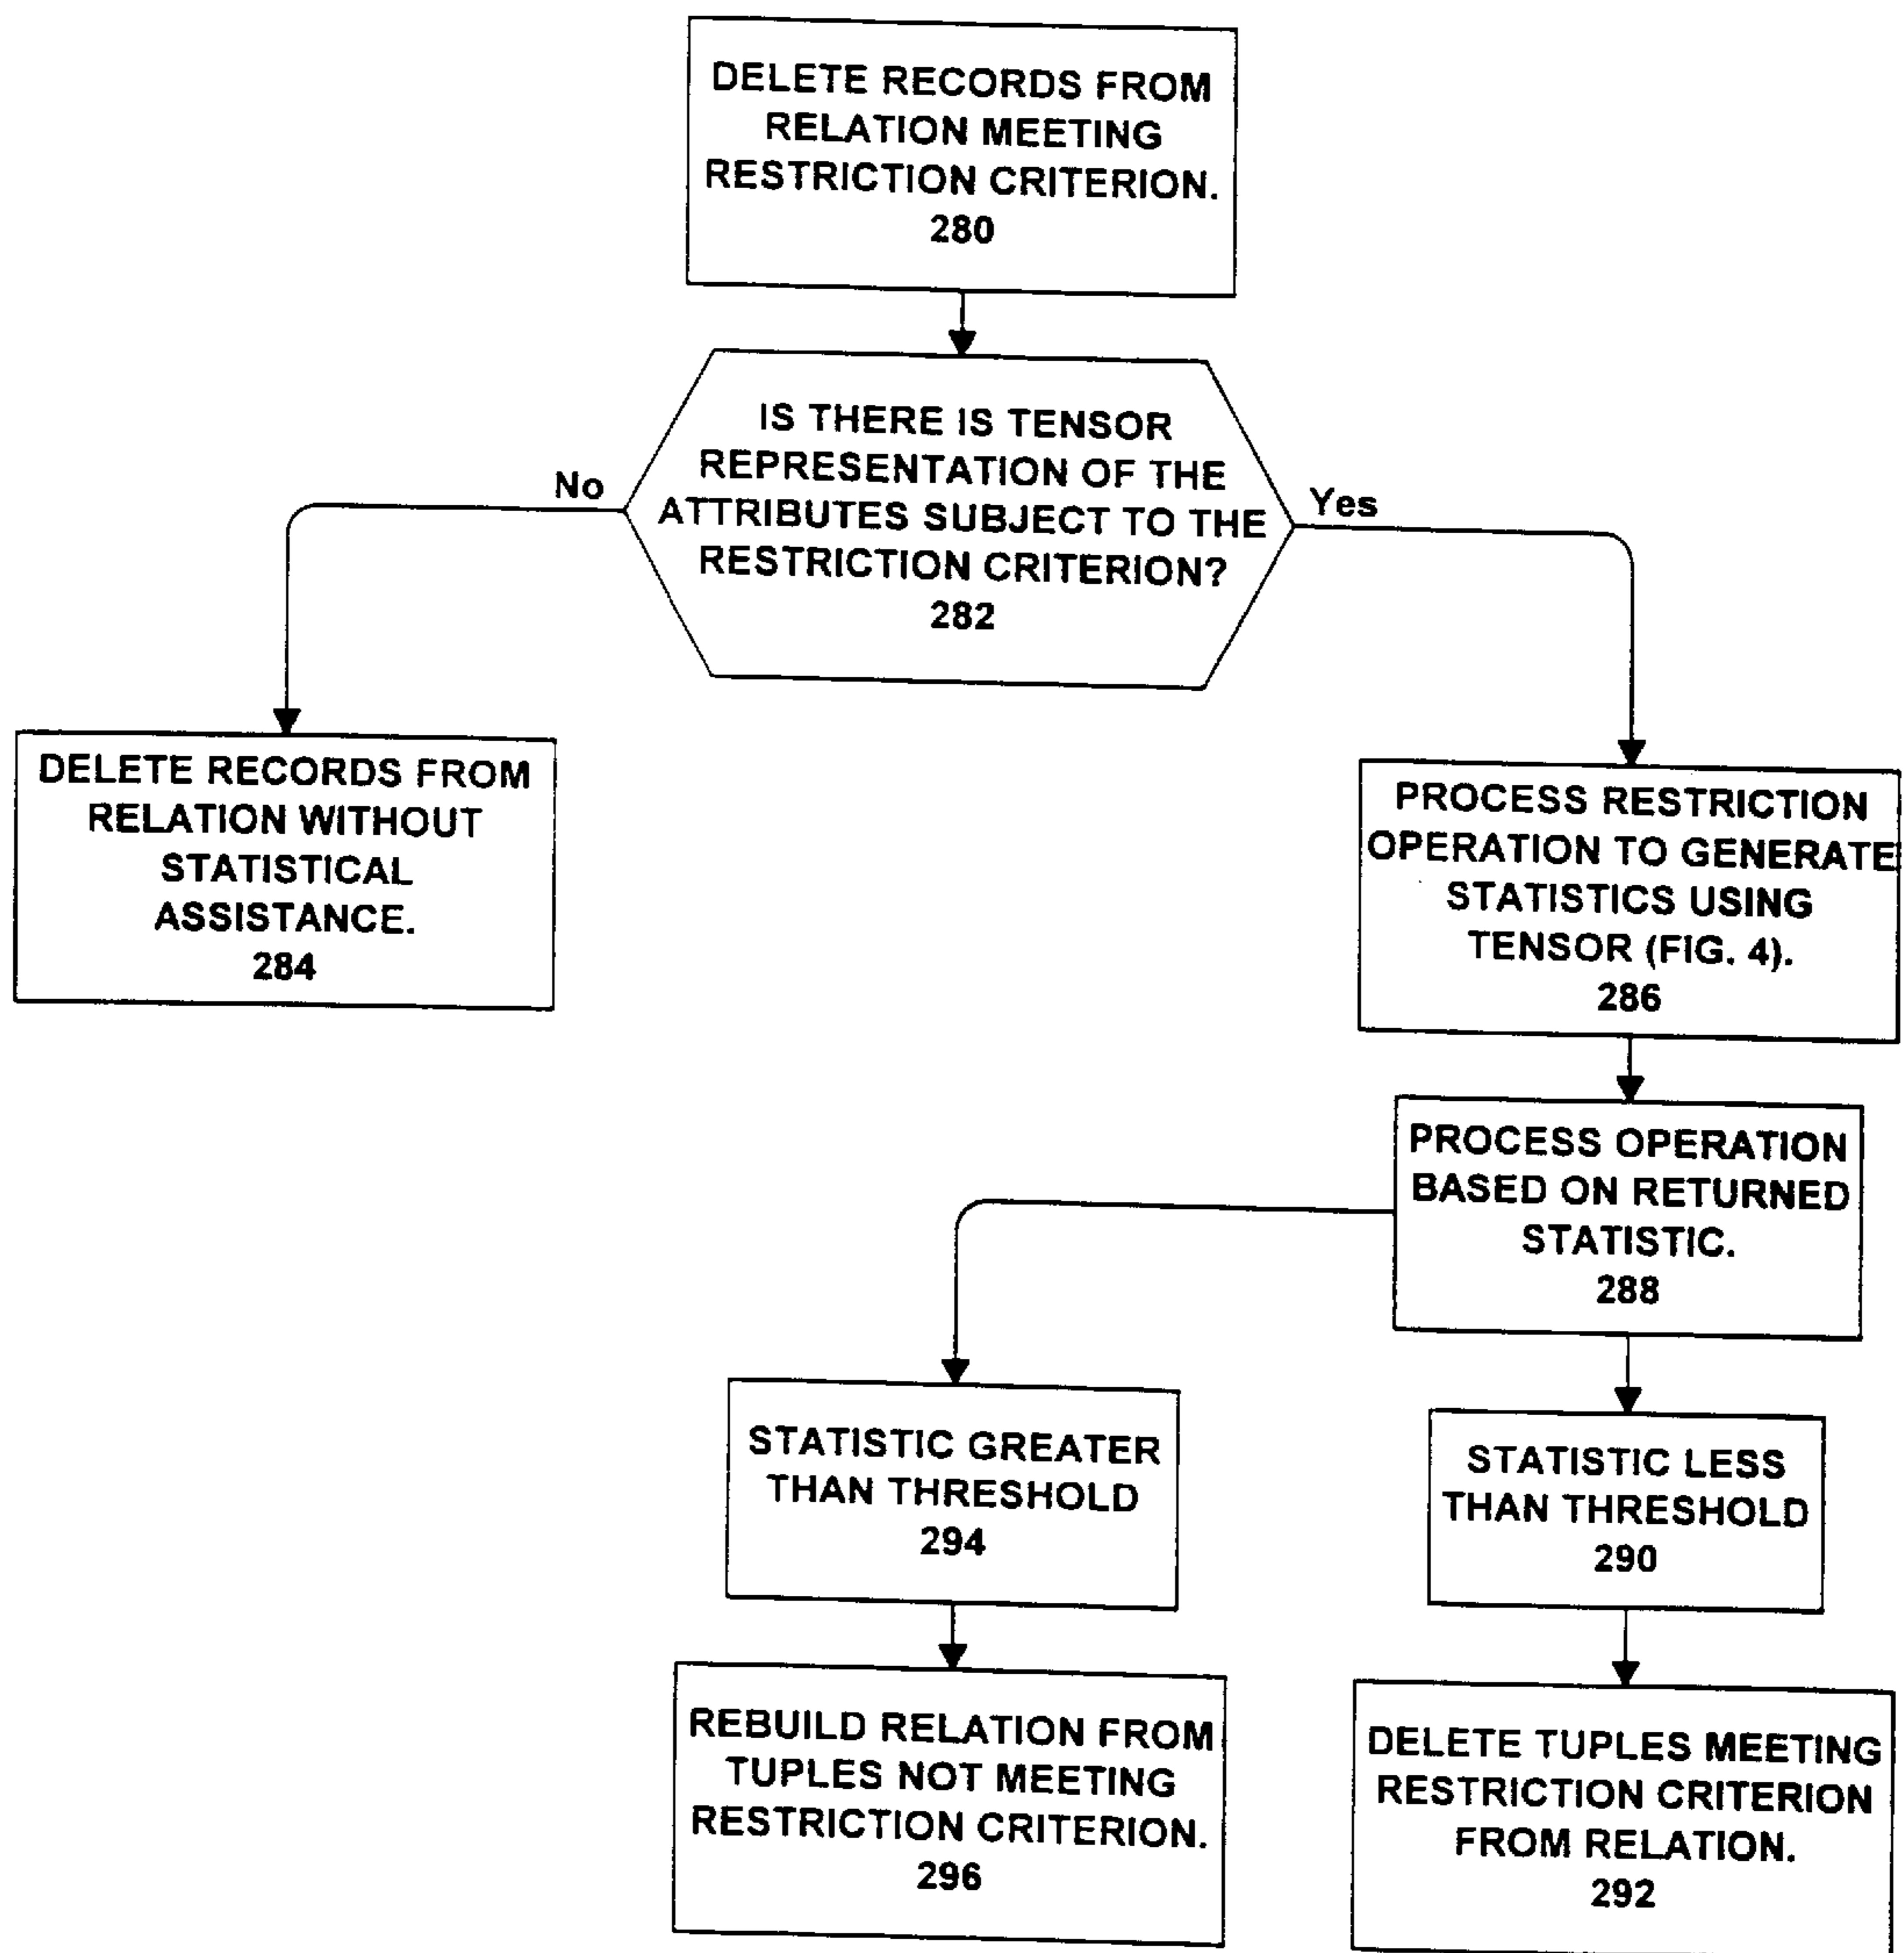 DELETE RECORDS FROM
RELATION MEETING
RESTRICTION CRITERION.
280
IS THERE IS TENSOR
REPRESENTATION OF THE
ATTRIBUTES SUBJECT TO THE
RESTRICTION CRITERION?
282
No
Yes
DELETE RECORDS FROM
RELATION WITHOUT
STATISTICAL
ASSISTANCE.
284
PROCESS RESTRICTION
OPERATION TO GENERATE
STATISTICS USING
TENSOR (FIG. 4).
286
PROCESS OPERATION
BASED ON RETURNED
STATISTIC.
288
STATISTIC GREATER
THAN THRESHOLD
294
STATISTIC LESS
THAN THRESHOLD
290
REBUILD RELATION FROM
TUPLES NOT MEETING
RESTRICTION CRITERION.
296
DELETE TUPLES MEETING
RESTRICTION CRITERION
FROM RELATION.
292